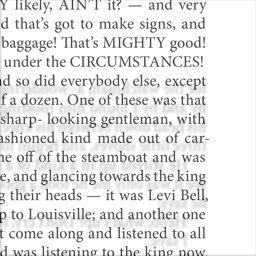 Y likely, AIN'T it? — and very
d that's got to make signs, and
baggage! That's MIGHTY good!
under the CIRCUMSTANCES!
nd so did everybody else, except
f a dozen. One of these was that
sharp- looking gentleman, with
ashioned kind made out of car-
ne off of the steamboat and was
e, and glancing towards the king
g their heads — it was Levi Bell,
p to Louisville; and another one
t come along and listened to all
d was listening to the king now